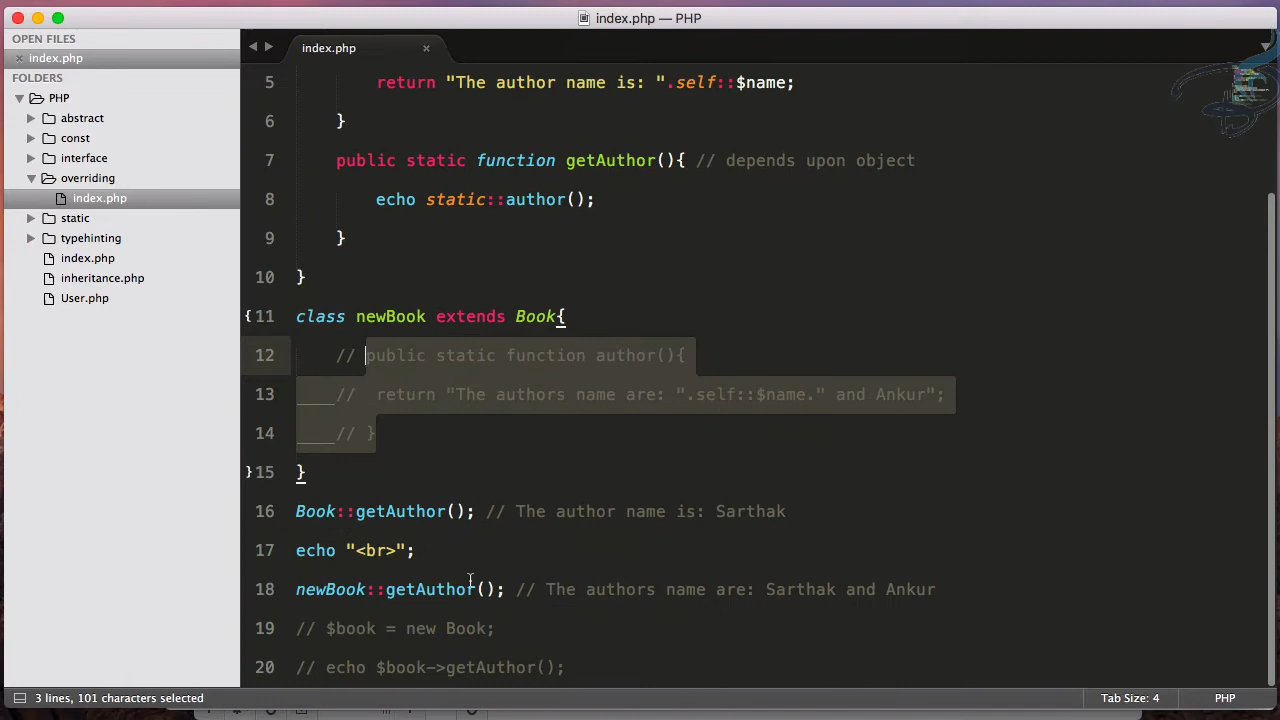 index.php — PHP
OPEN FILES
index.php
FOLDERS
PHP
abstract
const
interface
overriding
index.php
static
typehinting
index.php
inheritance.php
User.php
index.php
5 return "The author name is: ".self::$name;
6 }
7 public static function getAuthor(){ // depends upon object
8 echo static::author();
9 }
10 }
11 class newBook extends Book{
12 // public static function author(){
13 // return "The authors name are: ".self::$name." and Ankur";
14 // }
15 }
16 Book::getAuthor(); // The author name is: Sarthak
17 echo "<br>";
18 newBook::getAuthor(); // The authors name are: Sarthak and Ankur
19 // $book = new Book;
20 // echo $book->getAuthor();
3 lines, 101 characters selected
Tab Size: 4
PHP